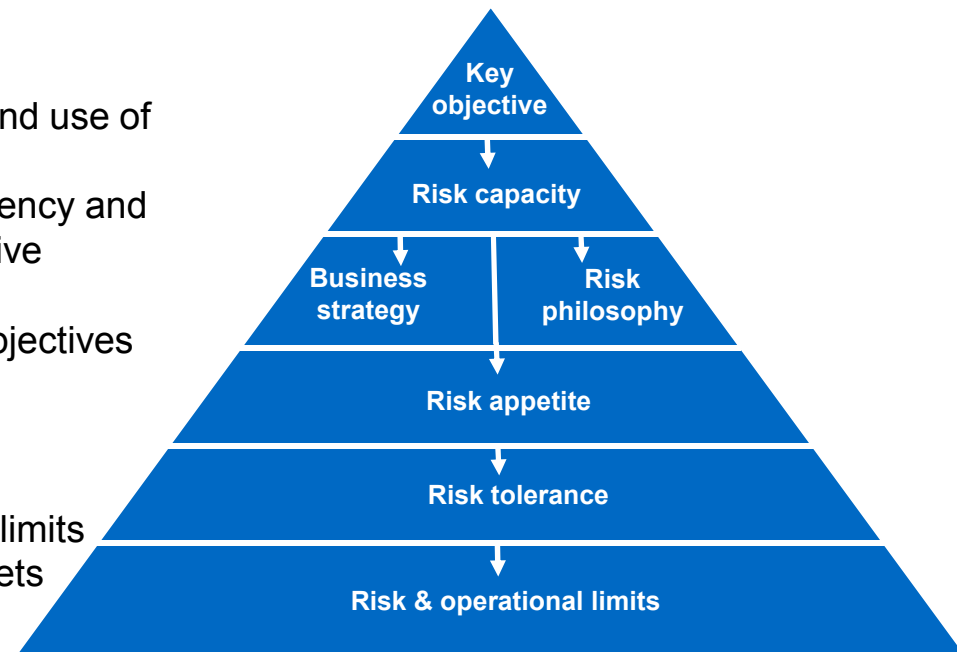 nd use of
ency and
ive
bjectives
limits
ets
Key
objective
Risk capacity
Business
strategy
Risk
philosophy
Risk appetite
Risk tolerance
Risk & operational limits